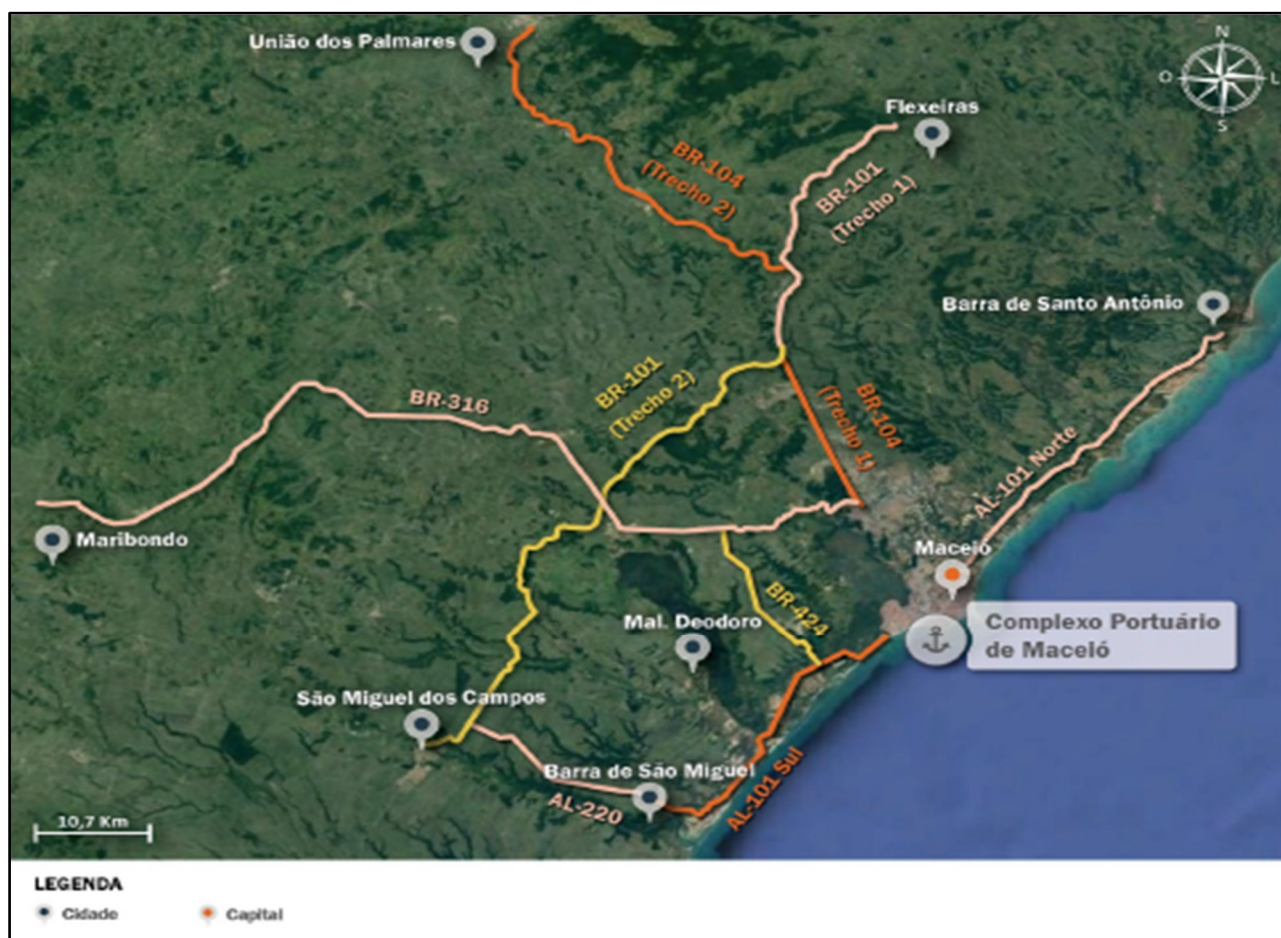 União dos Palmares
N
O
L
S
Flexeiras
BR-104
(Trecho 2)
BR-101
(Trecho 1)
Barra de Santo Antônio
BR-316
BR-101
(Trecho 2)
BR-104
(Trecho 1)
AL-101 Norte
Maribondo
Maceió
BR-424
Mal. Deodoro
Complexo Portuário
de Maceió
São Miguel dos Campos
Barra de São Miguel
AL-220
AL-101 Sul
10,7 Km
LEGENDA
Cidade
Capital